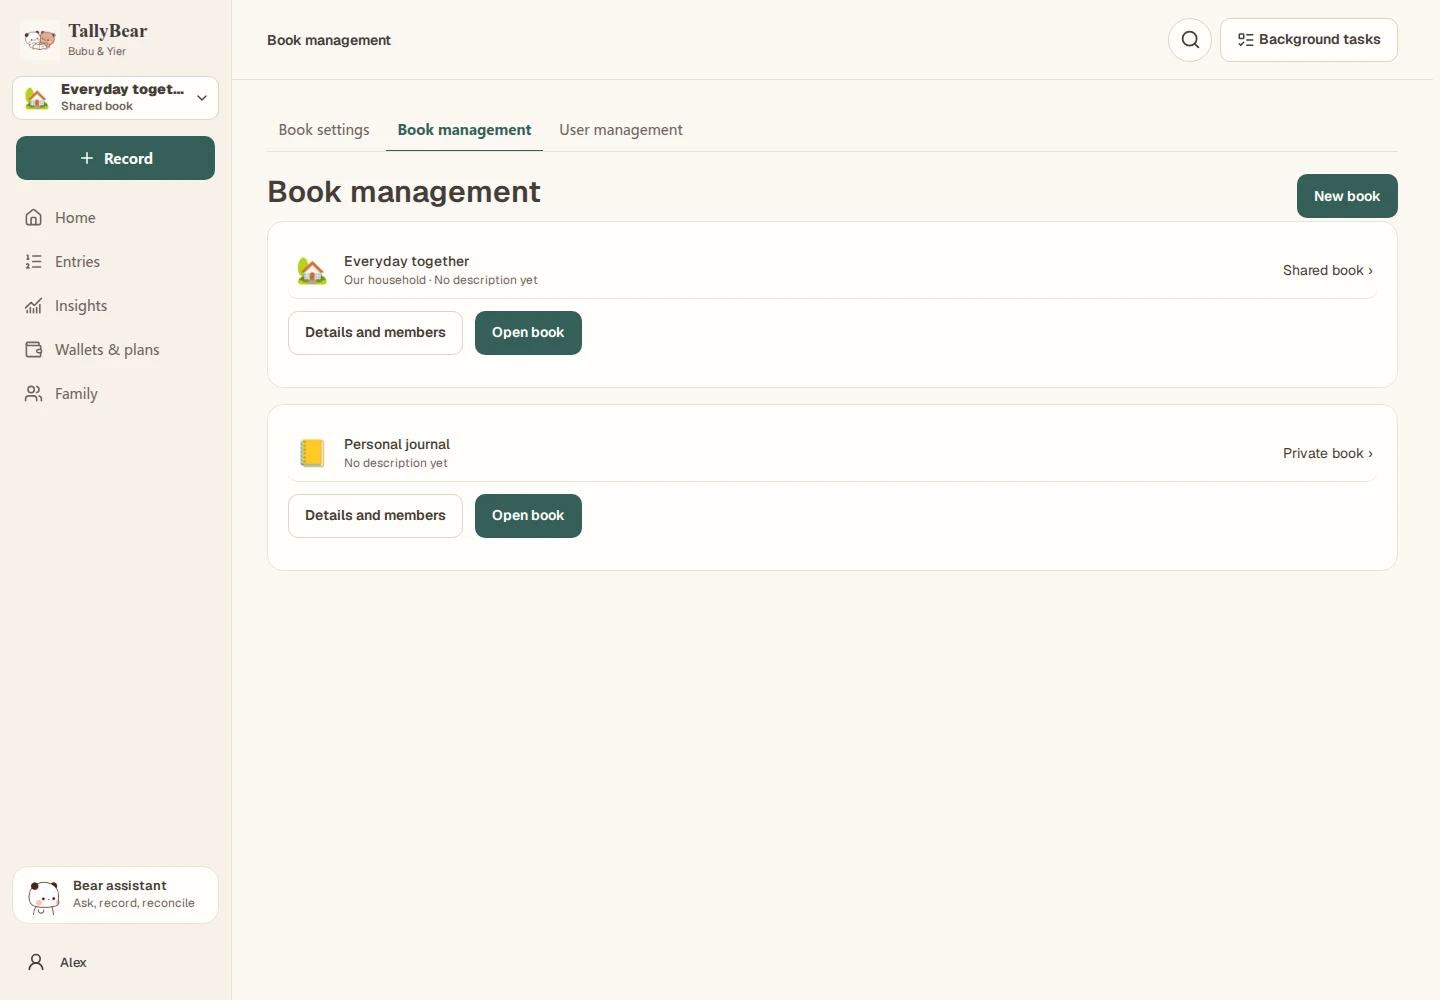 TallyBear
Bubu & Yier
Everyday toget...
Shared book
Record
Home
Entries
Insights
Wallets & plans
Family
Bear assistant
Ask, record, reconcile
Alex
Book management
Background tasks
Book settings
Book management
User management
Book management
New book
Everyday together
Our household · No description yet
Shared book ›
Details and members
Open book
Personal journal
No description yet
Private book ›
Details and members
Open book